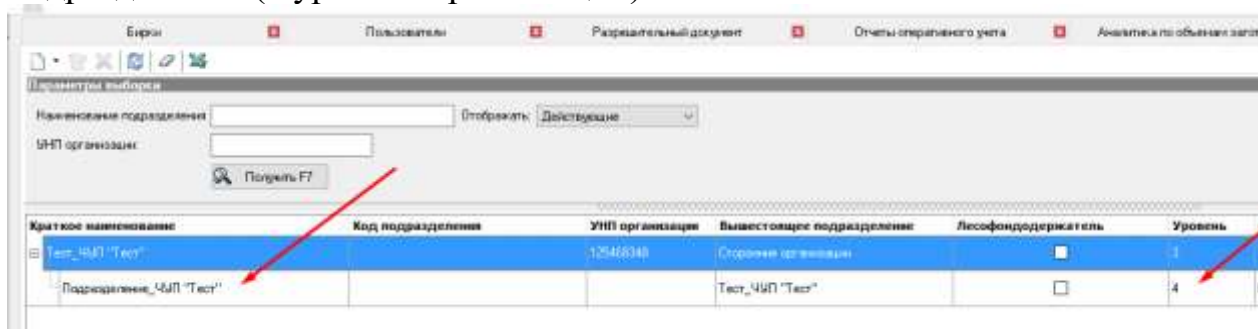 Бирки Пользователи Разрешительный документ Отчеты оперативного учета Аналитика по объемам
Параметры выборки
Наименование подразделения Отображать: Действующие
УНП организации:
Получить F7
Краткое наименование Код подразделения УНП организации Вышестоящее подразделение Лесофондодержатель Уровень
Тест_ЧУП "Тест" 125468348 Сторонние организации 3
Подразделение_ЧУП "Тест" Тест_ЧУП "Тест" 4